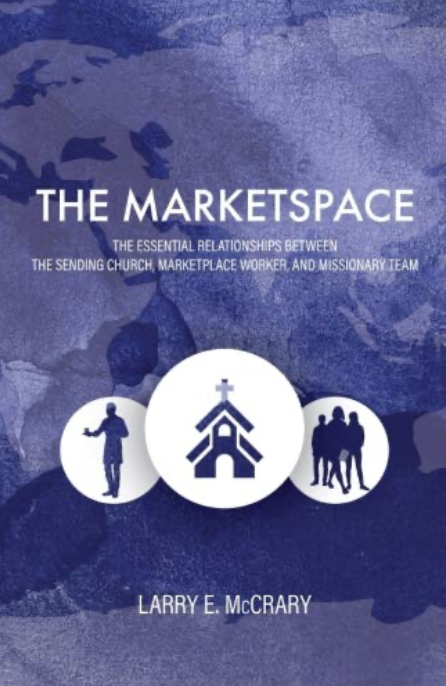 THE MARKETSPACE
THE ESSENTIAL RELATIONSHIPS BETWEEN
THE SENDING CHURCH, MARKETPLACE WORKER, AND MISSIONARY TEAM
LARRY E. McCRARY